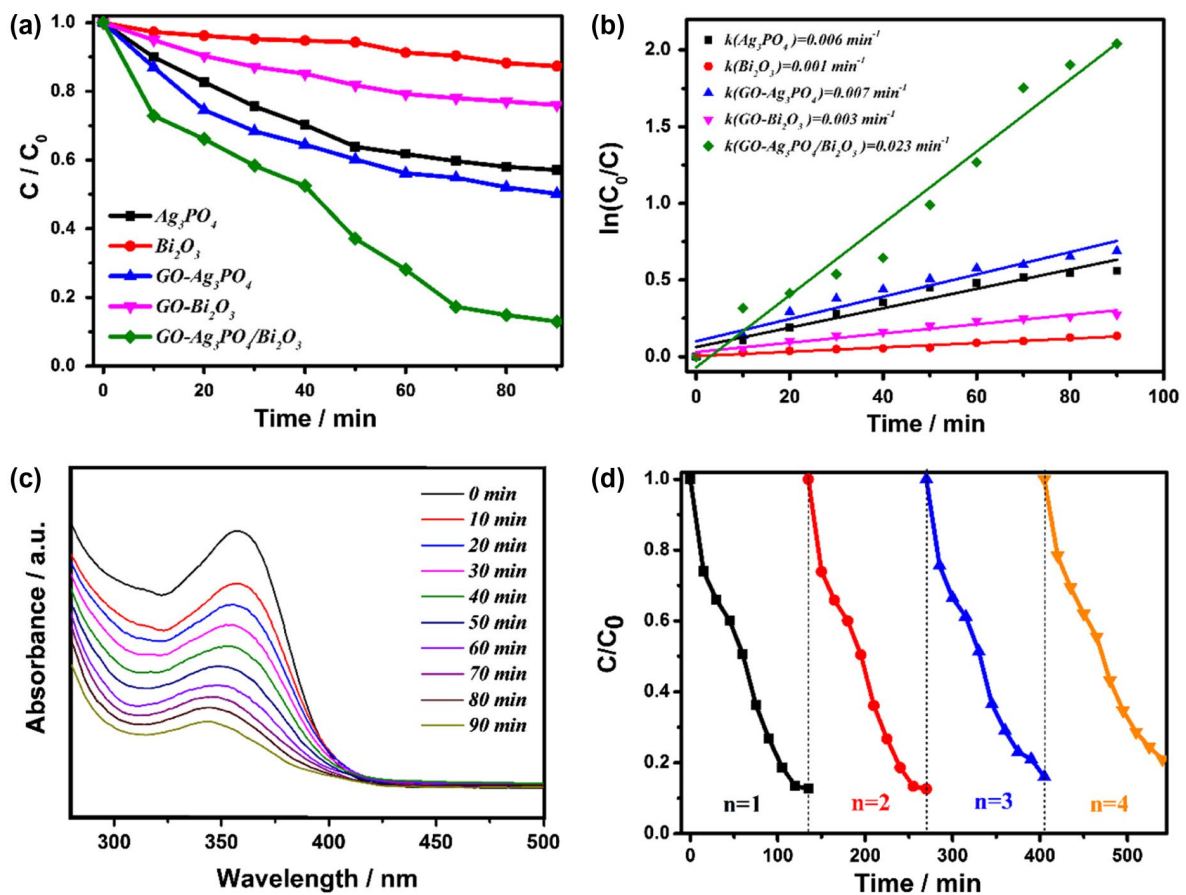 (a)
1.0
0.8
0.6
0.4
0.2
0.0
C / C₀
Ag₃PO₄
Bi₂O₃
GO-Ag₃PO₄
GO-Bi₂O₃
GO-Ag₃PO₄/Bi₂O₃
0 20 40 60 80
Time / min
(b)
2.0
1.5
1.0
0.5
0.0
ln(C₀/C)
k(Ag₃PO₄)=0.006 min⁻¹
k(Bi₂O₃)=0.001 min⁻¹
k(GO-Ag₃PO₄)=0.007 min⁻¹
k(GO-Bi₂O₃)=0.003 min⁻¹
k(GO-Ag₃PO₄/Bi₂O₃)=0.023 min⁻¹
0 20 40 60 80 100
Time / min
(c)
Absorbance / a.u.
0 min
10 min
20 min
30 min
40 min
50 min
60 min
70 min
80 min
90 min
300 350 400 450 500
Wavelength / nm
(d)
1.0
0.8
0.6
0.4
0.2
0.0
C/C₀
n=1 n=2 n=3 n=4
0 100 200 300 400 500
Time / min